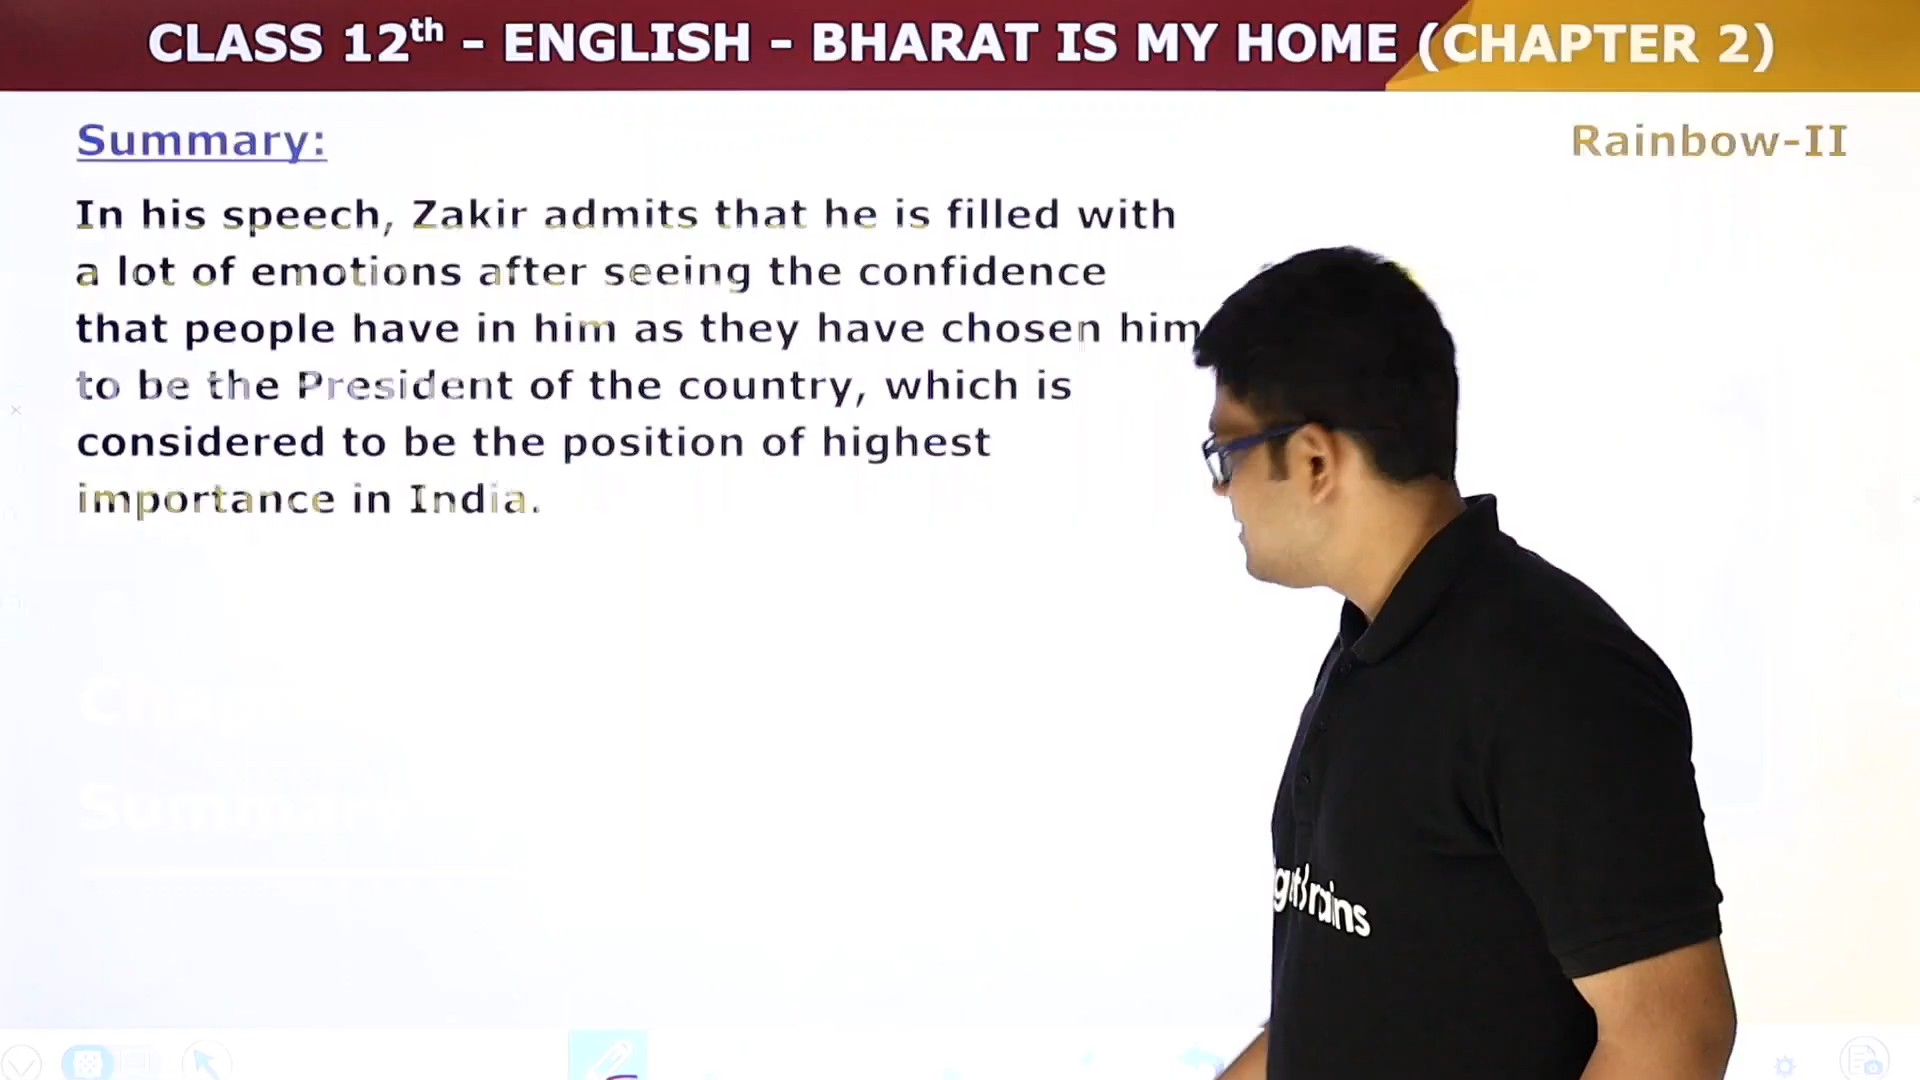 CLASS 12th - ENGLISH - BHARAT IS MY HOME (CHAPTER 2)
Summary:
Rainbow-II
In his speech, Zakir admits that he is filled with
a lot of emotions after seeing the confidence
that people have in him as they have chosen him
to be the President of the country, which is
considered to be the position of highest
importance in India.
Summary